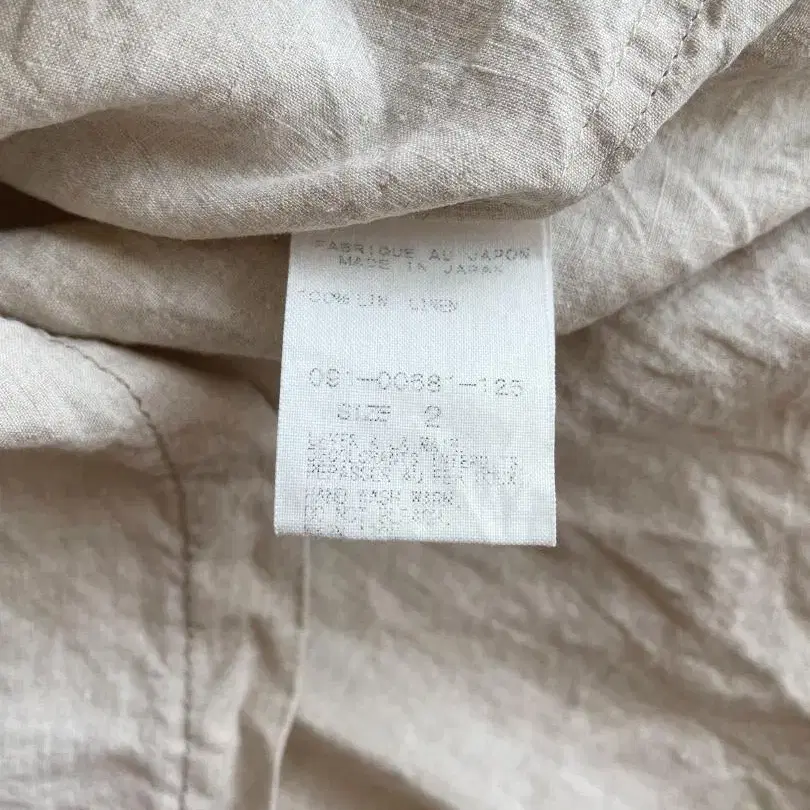 FABRIQUE AU JAPON
MADE IN JAPAN
100% LIN LINEN
091-00681-125
SIZE 2
LAVER A LA MAIN
REPASSER AU FER DOUX
HAND WASH WARM
DO NOT BLEACH